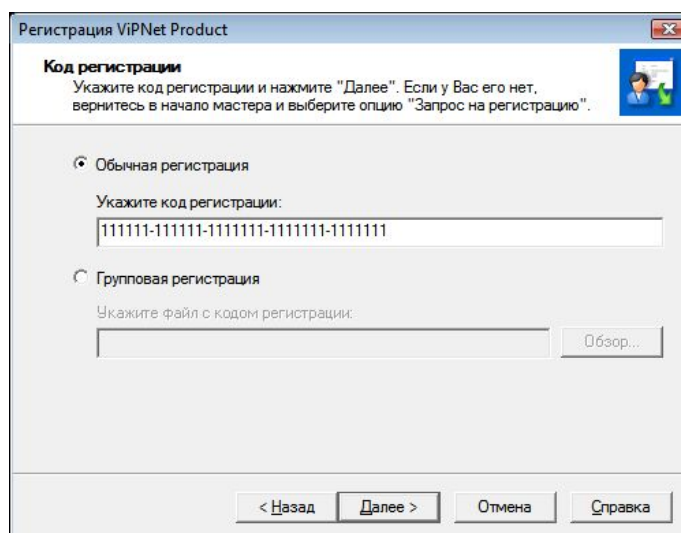 Регистрация ViPNet Product
Код регистрации
Укажите код регистрации и нажмите "Далее". Если у Вас его нет,
вернитесь в начало мастера и выберите опцию "Запрос на регистрацию".
Обычная регистрация
Укажите код регистрации:
111111-111111-1111111-1111111-1111111
Групповая регистрация
Укажите файл с кодом регистрации:
Обзор...
< Назад
Далее >
Отмена
Справка